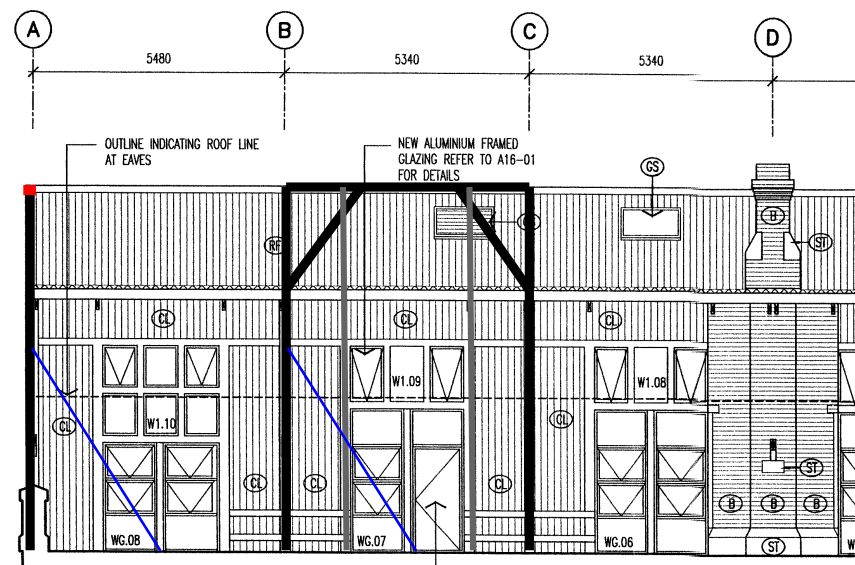 A
B
C
D
5480
5340
5340
OUTLINE INDICATING ROOF LINE
AT EAVES
NEW ALUMINIUM FRAMED
GLAZING REFER TO A16-01
FOR DETAILS
GS
B
ST
RF
CL
CL
CL
W1.10
W1.09
W1.08
CL
CL
CL
CL
CL
ST
B
B
B
WG.08
WG.07
WG.06
ST
W